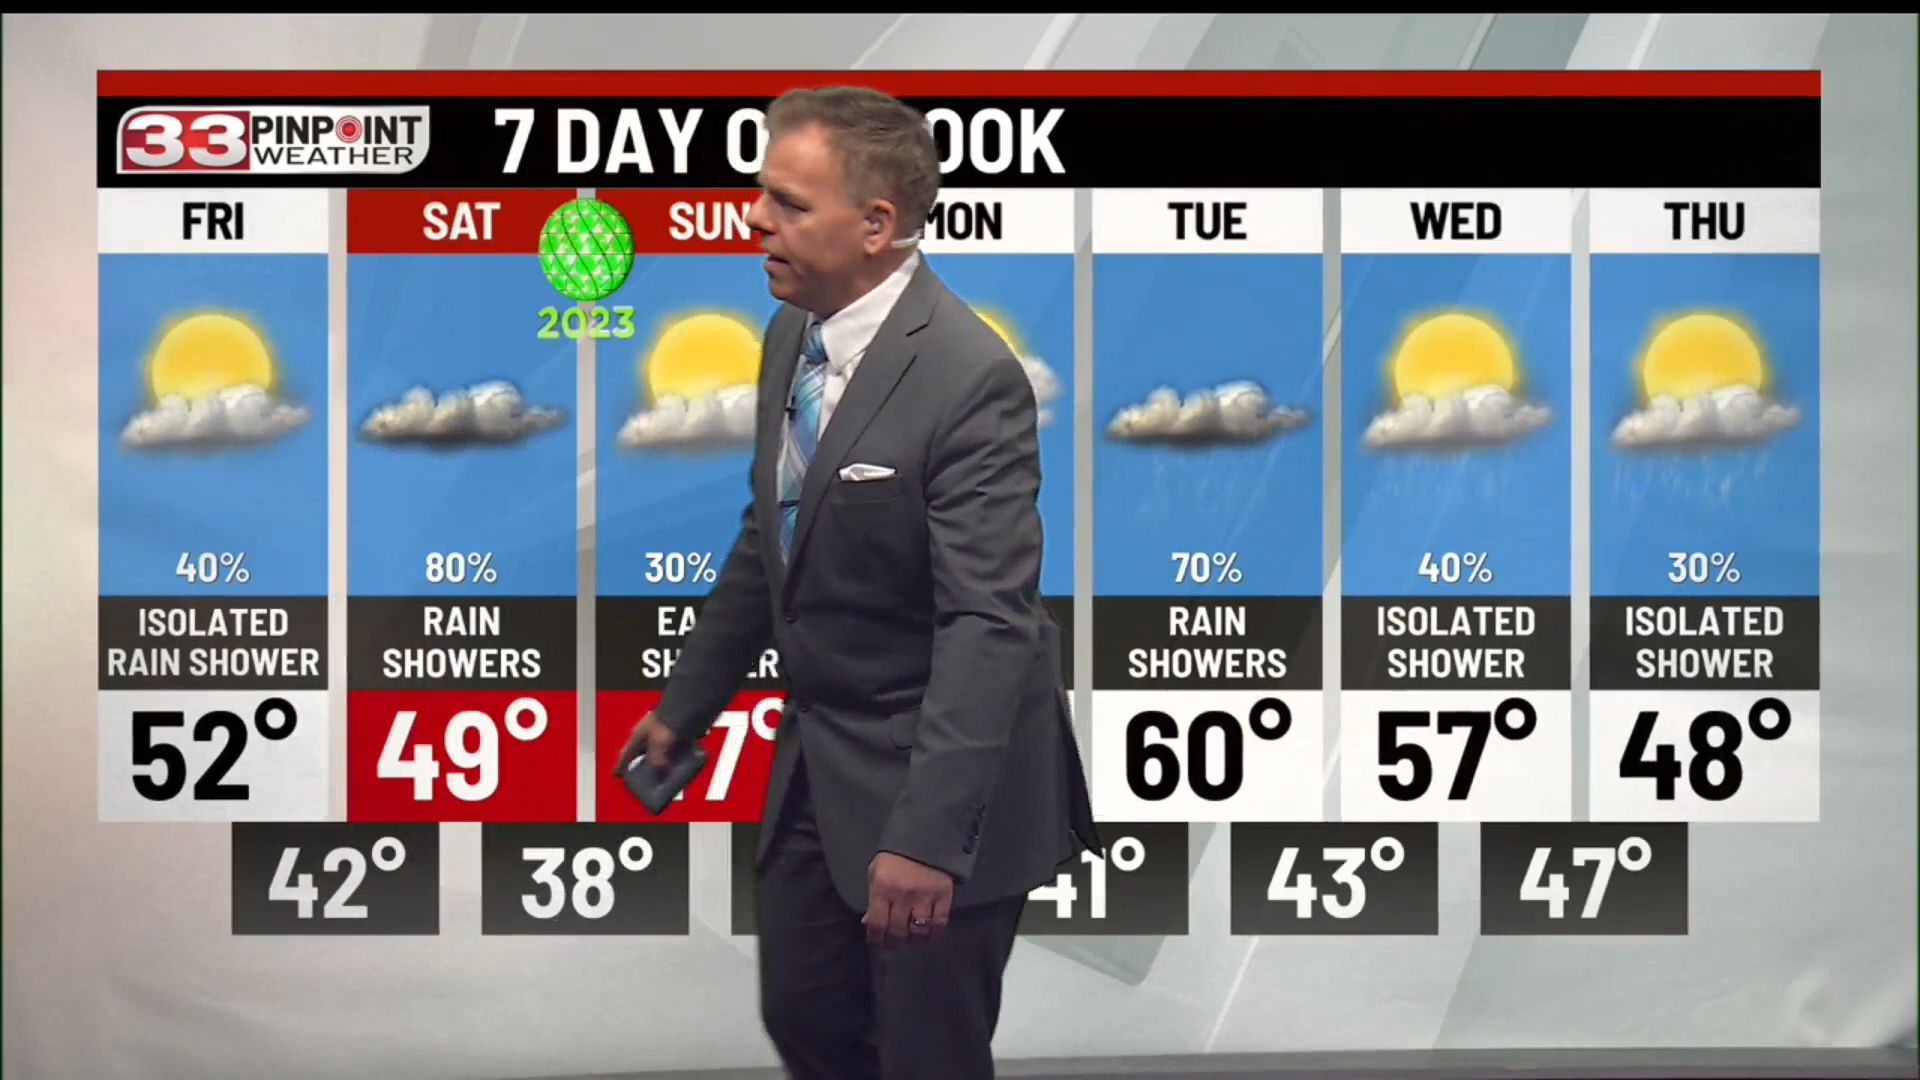 33 PINPOINT
WEATHER
7 DAY O OOK
FRI SAT SUN MON TUE WED THU
2023
40% 80% 30% 70% 40% 30%
ISOLATED RAIN EA RAIN ISOLATED ISOLATED
RAIN SHOWER SHOWERS SH ER SHOWERS SHOWER SHOWER
52° 49° 7° 60° 57° 48°
42° 38° 41° 43° 47°